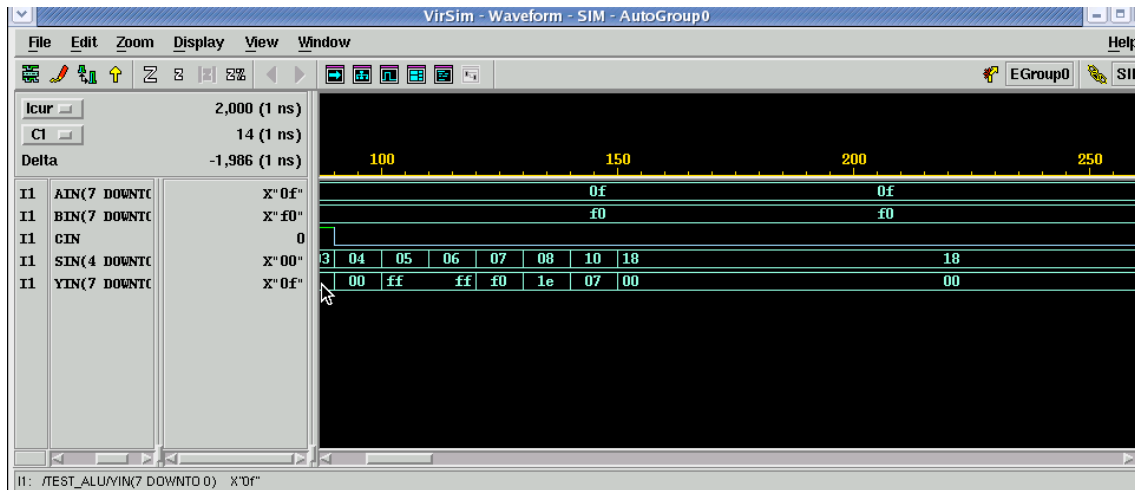 VirSim - Waveform - SIM - AutoGroup0
File Edit Zoom Display View Window Help
EGroup0 SII
Icur 2,000 (1 ns)
C1 14 (1 ns)
Delta -1,986 (1 ns)
100 150 200 250
I1 AIN(7 DOWNTO X"0f" 0f 0f
I1 BIN(7 DOWNTO X"f0" f0 f0
I1 CIN 0
I1 SIN(4 DOWNTO X"00" 03 04 05 06 07 08 10 18 18
I1 YIN(7 DOWNTO X"0f" 00 ff ff f0 1e 07 00 00
I1: /TEST_ALU/YIN(7 DOWNTO 0) X"0f"